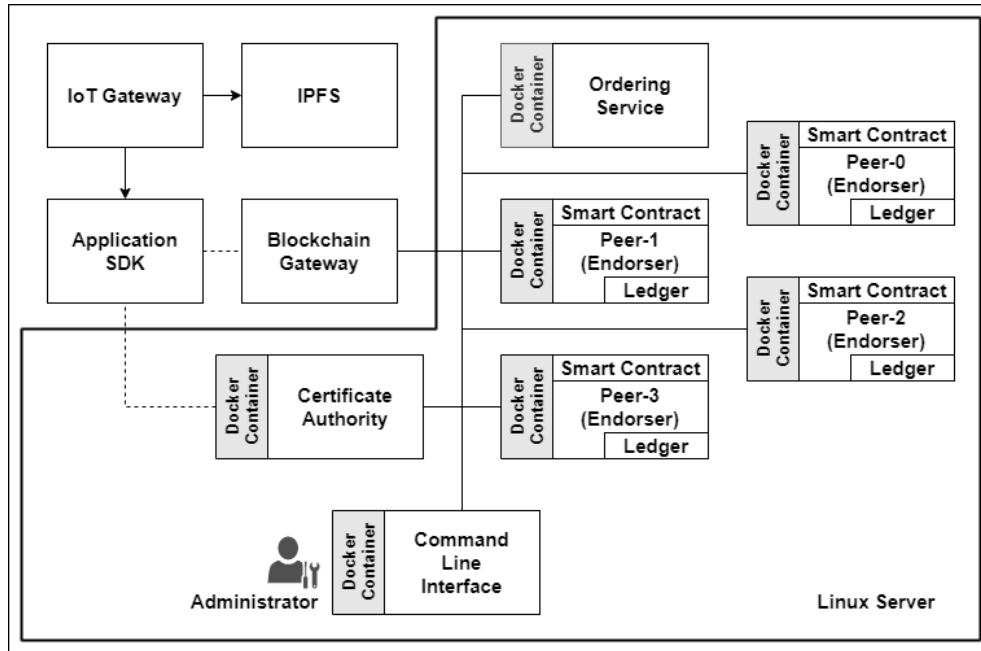 IoT Gateway
IPFS
Docker
Container
Ordering
Service
Docker
Container
Smart Contract
Peer-0
(Endorser)
Ledger
Application
SDK
Blockchain
Gateway
Docker
Container
Smart Contract
Peer-1
(Endorser)
Ledger
Docker
Container
Smart Contract
Peer-2
(Endorser)
Ledger
Docker
Container
Certificate
Authority
Docker
Container
Smart Contract
Peer-3
(Endorser)
Ledger
Administrator
Docker
Container
Command
Line
Interface
Linux Server